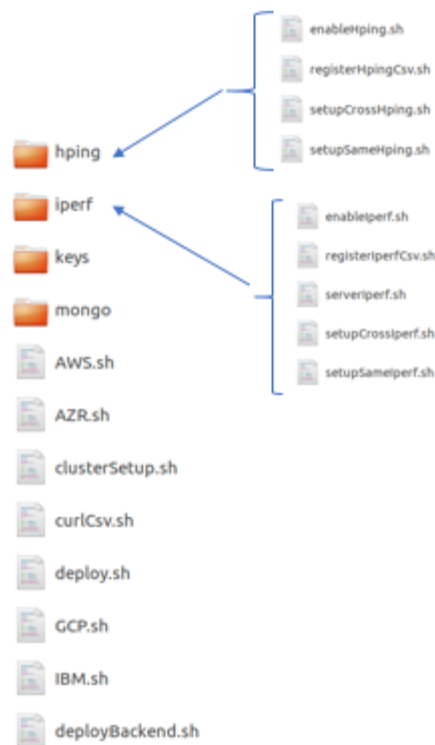 enableHping.sh
registerHpingCsv.sh
setupCrossHping.sh
setupSameHping.sh
hping
iperf
keys
mongo
AWS.sh
AZR.sh
clusterSetup.sh
curlCsv.sh
deploy.sh
GCP.sh
IBM.sh
deployBackend.sh
enableIperf.sh
registerIperfCsv.sh
serverIperf.sh
setupCrossIperf.sh
setupSameIperf.sh